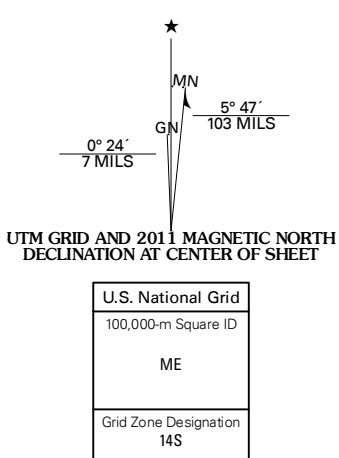 ★
MN
5° 47´
103 MILS
GN
0° 24´
7 MILS
UTM GRID AND 2011 MAGNETIC NORTH
DECLINATION AT CENTER OF SHEET
U.S. National Grid
100,000-m Square ID
ME
Grid Zone Designation
14S